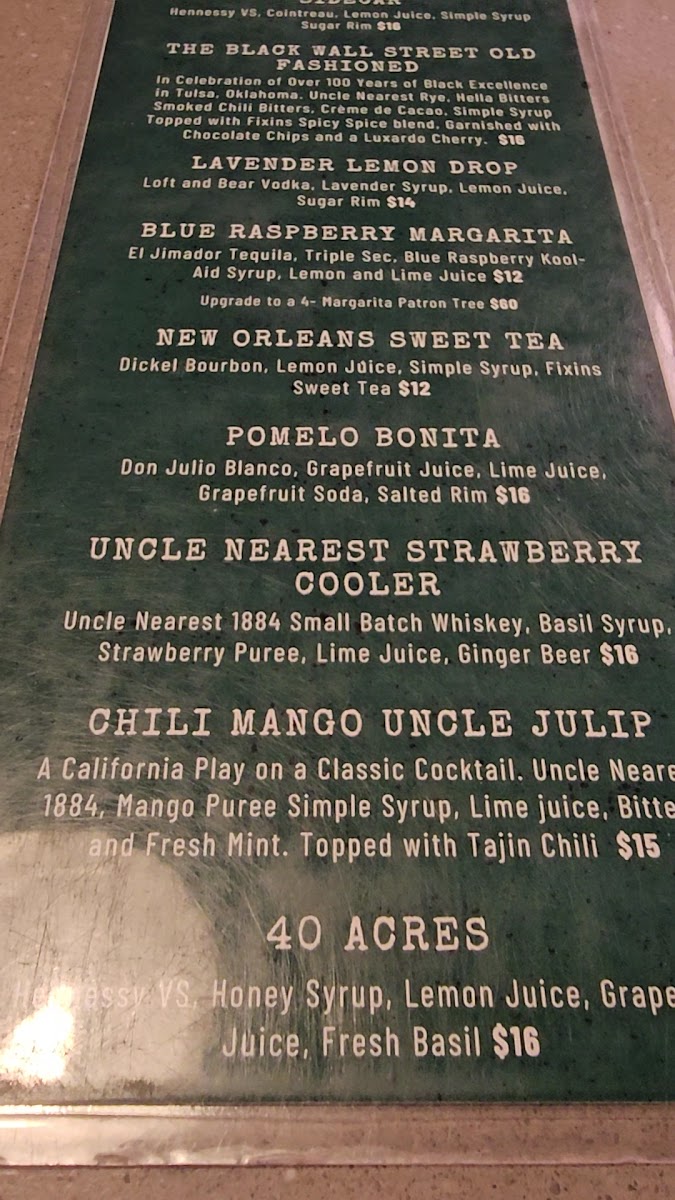 SIDECAR
Hennessy VS, Cointreau, Lemon Juice, Simple Syrup
Sugar Rim $16
THE BLACK WALL STREET OLD
FASHIONED
In Celebration of Over 100 Years of Black Excellence
in Tulsa, Oklahoma. Uncle Nearest Rye, Hella Bitters
Smoked Chili Bitters, Crème de Cacao, Simple Syrup
Topped with Fixins Spicy Spice blend, Garnished with
Chocolate Chips and a Luxardo Cherry. $16
LAVENDER LEMON DROP
Loft and Bear Vodka, Lavender Syrup, Lemon Juice,
Sugar Rim $14
BLUE RASPBERRY MARGARITA
El Jimador Tequila, Triple Sec, Blue Raspberry Kool-
Aid Syrup, Lemon and Lime Juice $12
Upgrade to a 4- Margarita Patron Tree $60
NEW ORLEANS SWEET TEA
Dickel Bourbon, Lemon Juice, Simple Syrup, Fixins
Sweet Tea $12
POMELO BONITA
Don Julio Blanco, Grapefruit Juice, Lime Juice,
Grapefruit Soda, Salted Rim $16
UNCLE NEAREST STRAWBERRY
COOLER
Uncle Nearest 1884 Small Batch Whiskey, Basil Syrup,
Strawberry Puree, Lime Juice, Ginger Beer $16
CHILI MANGO UNCLE JULIP
A California Play on a Classic Cocktail. Uncle Neare
1884, Mango Puree Simple Syrup, Lime juice, Bitte
and Fresh Mint. Topped with Tajin Chili $15
40 ACRES
Hennessy VS, Honey Syrup, Lemon Juice, Grape
Juice, Fresh Basil $16